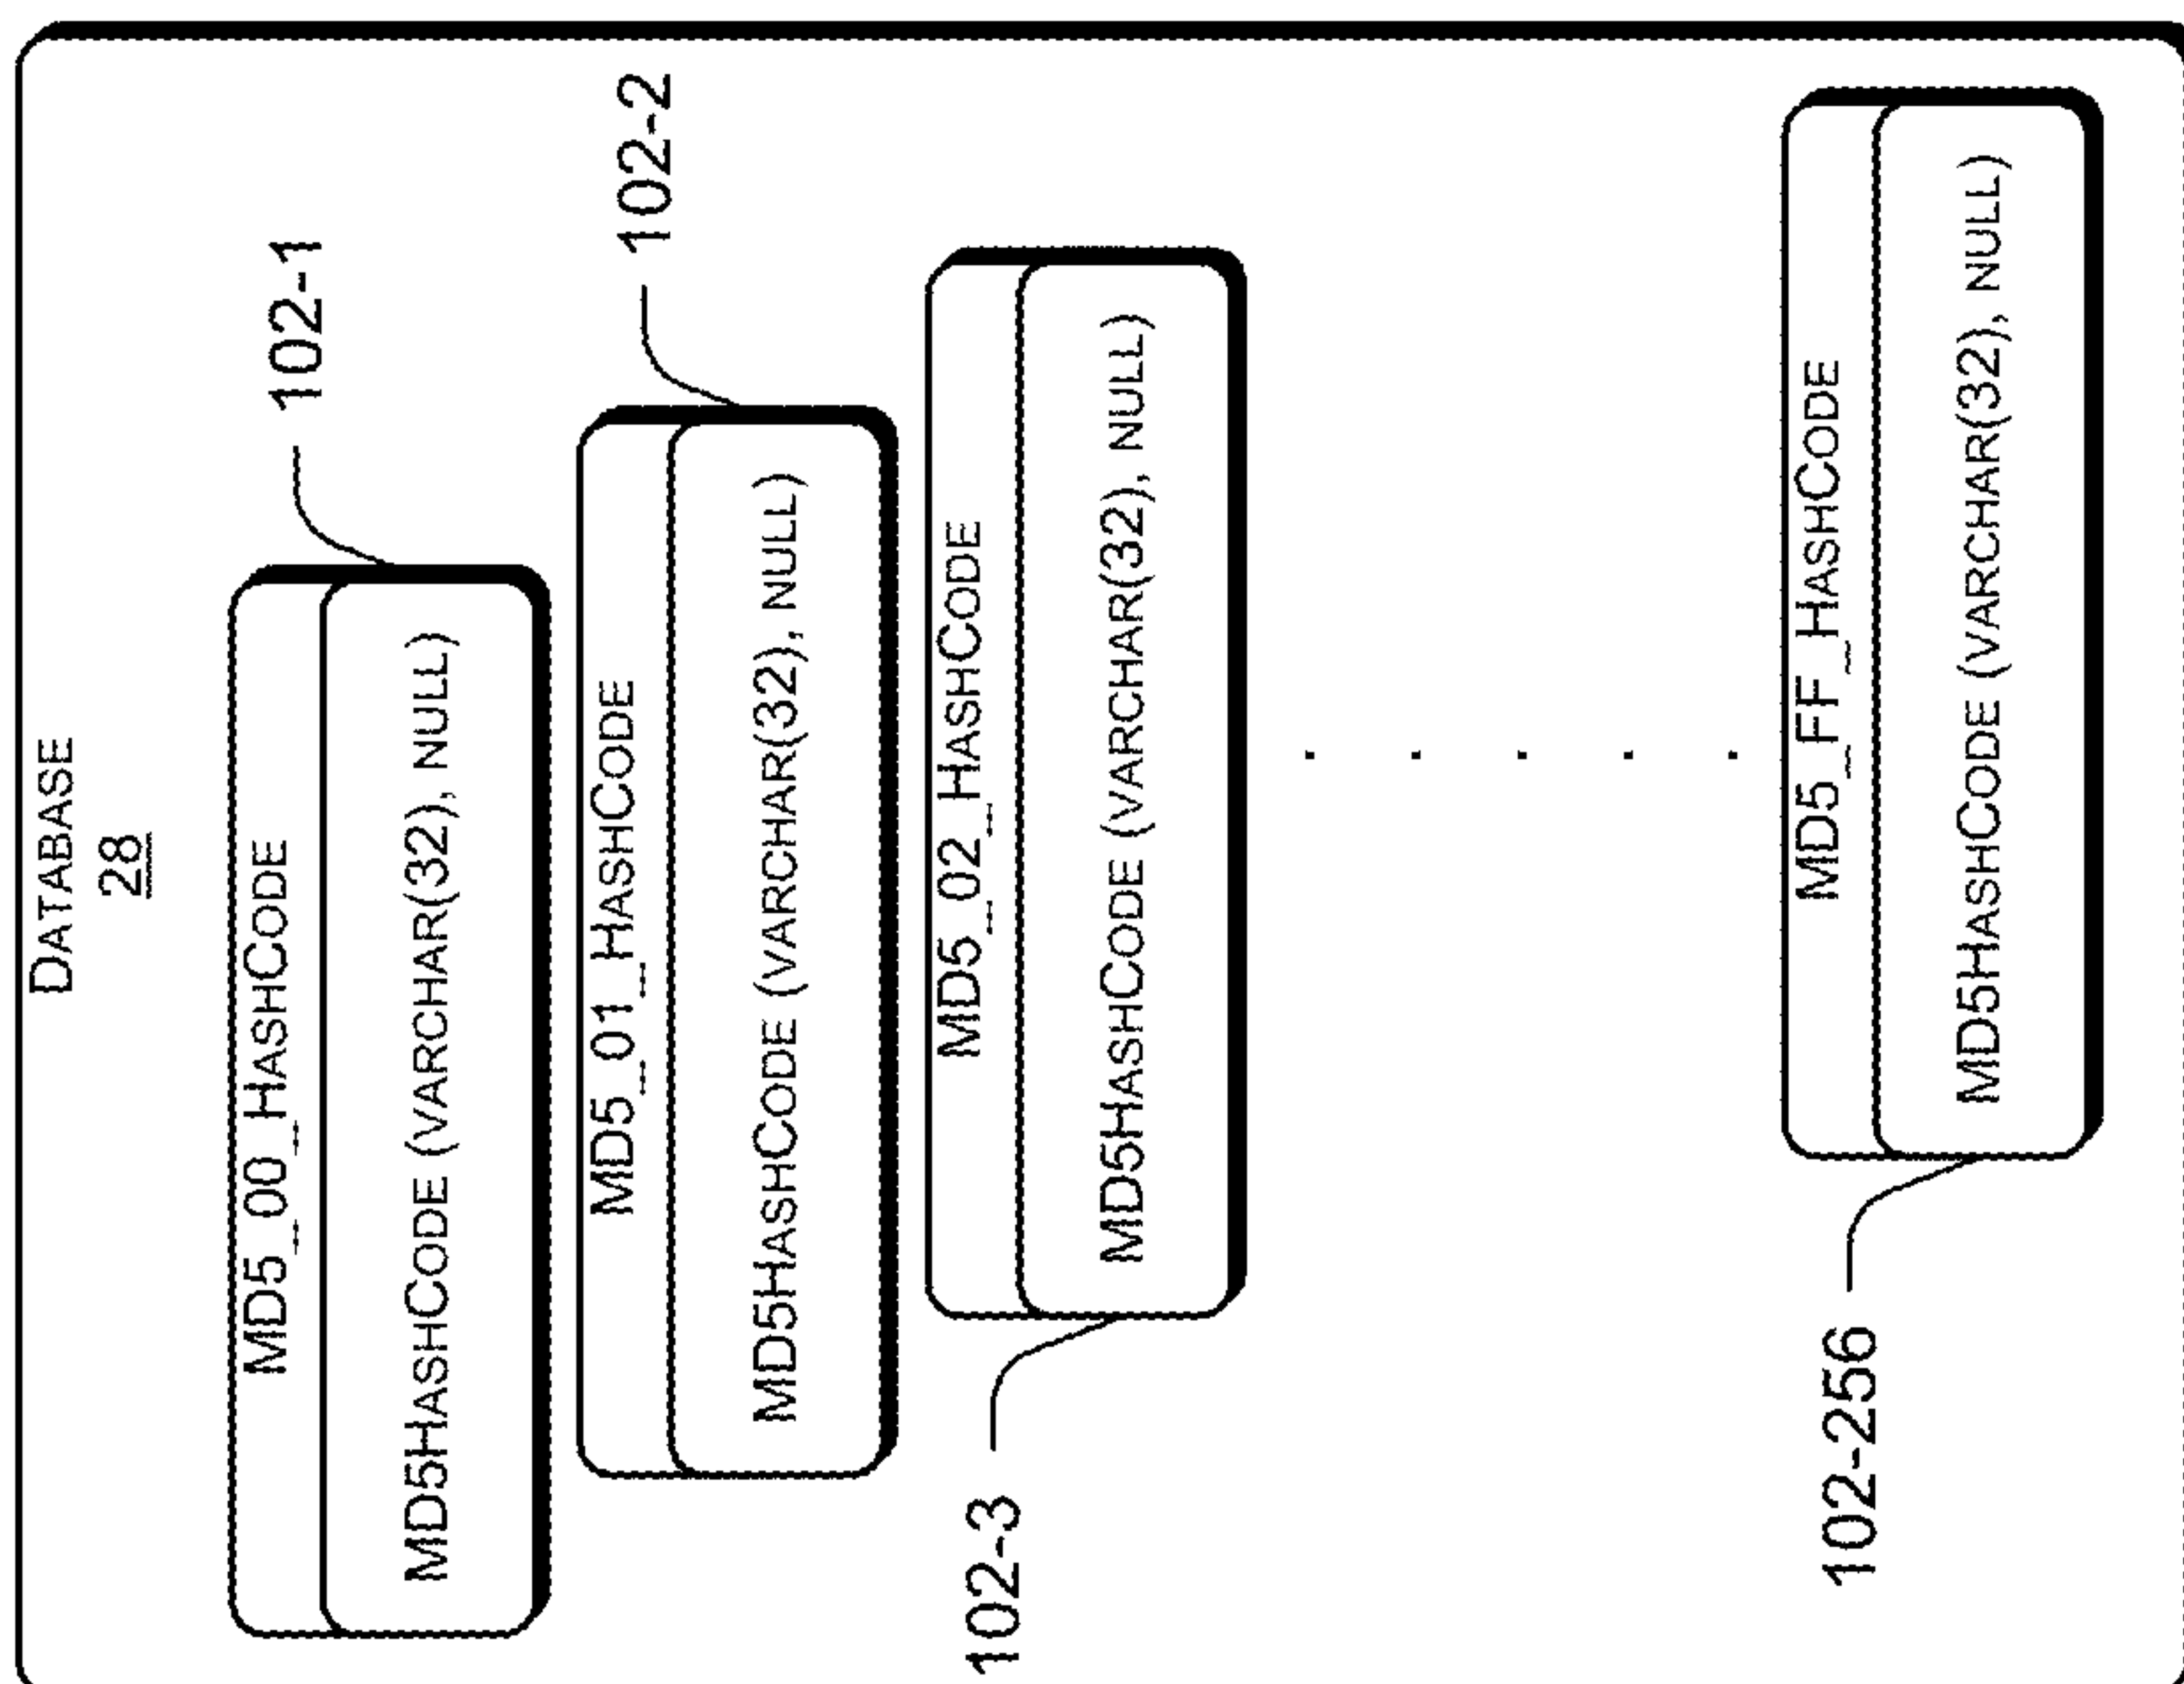 DATABASE
28
MD5_00_HASHCODE
MD5HASHCODE (VARCHAR(32), NULL)
102-1
MD5_01_HASHCODE
MD5HASHCODE (VARCHAR(32), NULL)
102-2
MD5_02_HASHCODE
MD5HASHCODE (VARCHAR(32), NULL)
102-3
. . . . .
MD5_FF_HASHCODE
MD5HASHCODE (VARCHAR(32), NULL)
102-256